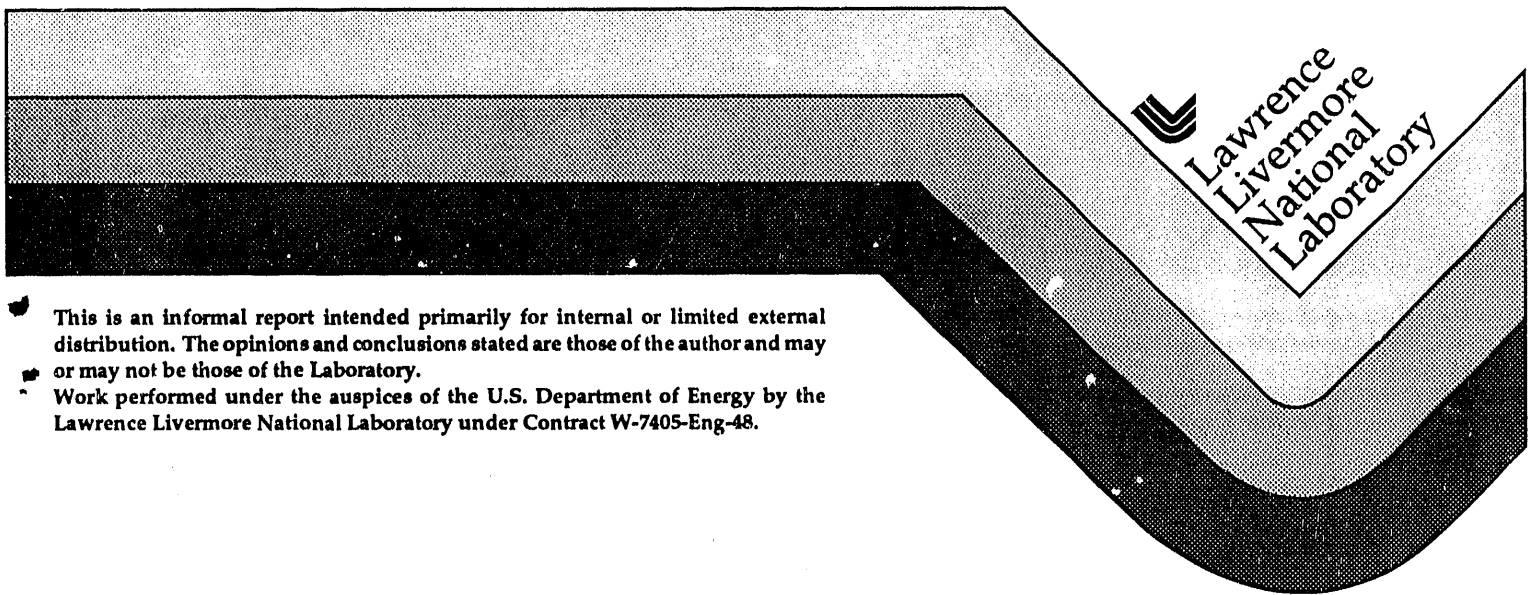 Lawrence
Livermore
National
Laboratory
This is an informal report intended primarily for internal or limited external
distribution. The opinions and conclusions stated are those of the author and may
or may not be those of the Laboratory.
Work performed under the auspices of the U.S. Department of Energy by the
Lawrence Livermore National Laboratory under Contract W-7405-Eng-48.